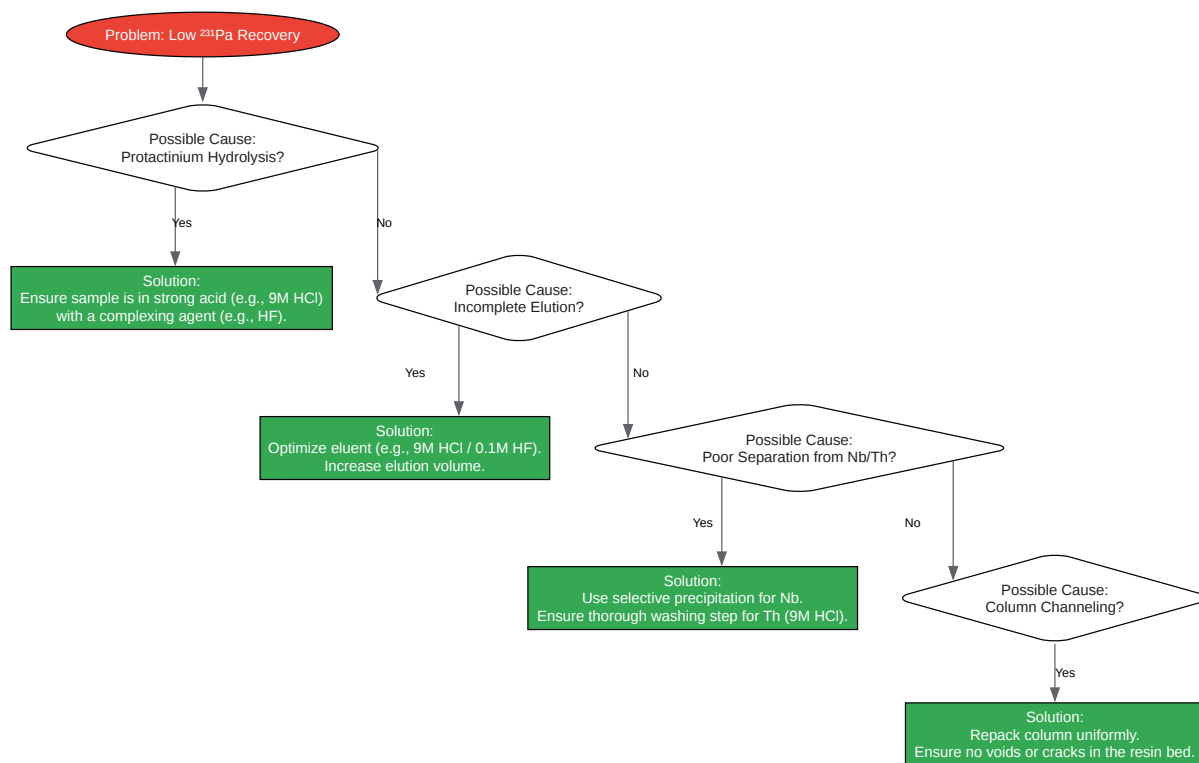 Problem: Low ²³¹Pa Recovery
Possible Cause:
Protactinium Hydrolysis?
Yes
No
Solution:
Ensure sample is in strong acid (e.g., 9M HCl)
with a complexing agent (e.g., HF).
Possible Cause:
Incomplete Elution?
Yes
No
Solution:
Optimize eluent (e.g., 9M HCl / 0.1M HF).
Increase elution volume.
Possible Cause:
Poor Separation from Nb/Th?
Yes
No
Solution:
Use selective precipitation for Nb.
Ensure thorough washing step for Th (9M HCl).
Possible Cause:
Column Channeling?
Yes
Solution:
Repack column uniformly.
Ensure no voids or cracks in the resin bed.